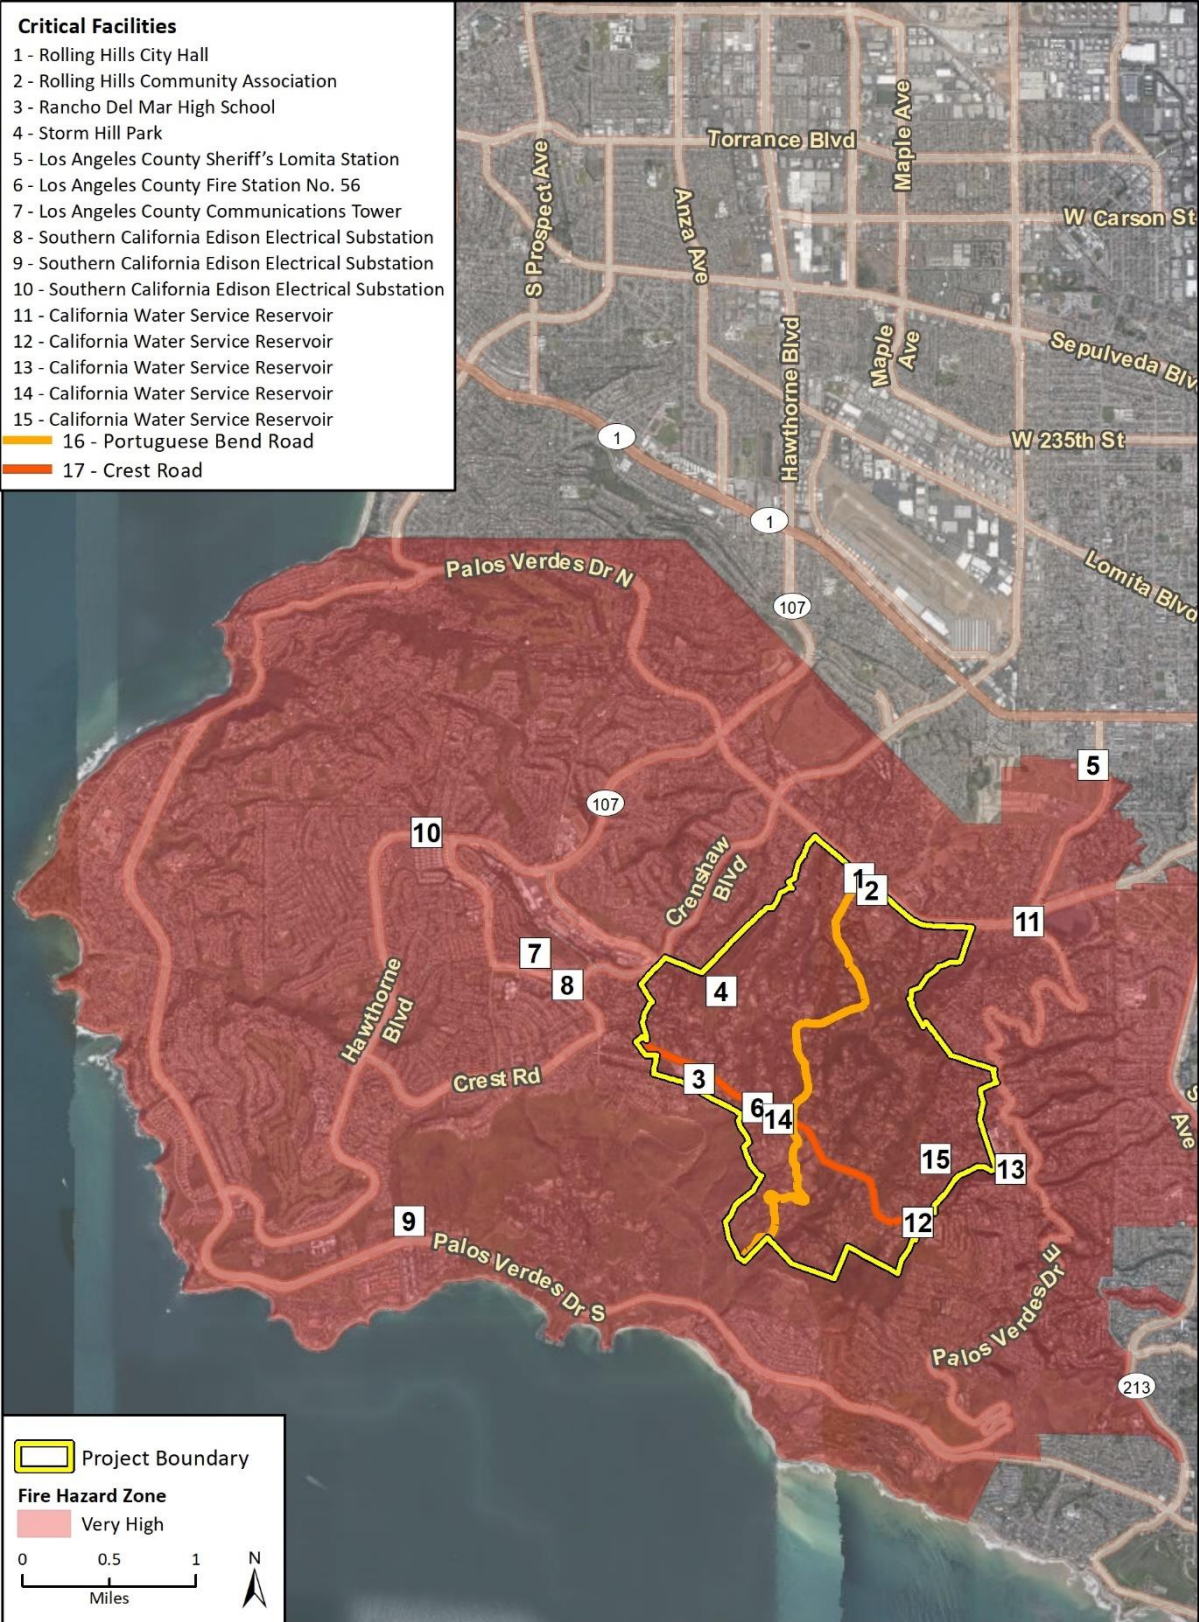 Critical Facilities
1 - Rolling Hills City Hall
2 - Rolling Hills Community Association
3 - Rancho Del Mar High School
4 - Storm Hill Park
5 - Los Angeles County Sheriff's Lomita Station
6 - Los Angeles County Fire Station No. 56
7 - Los Angeles County Communications Tower
8 - Southern California Edison Electrical Substation
9 - Southern California Edison Electrical Substation
10 - Southern California Edison Electrical Substation
11 - California Water Service Reservoir
12 - California Water Service Reservoir
13 - California Water Service Reservoir
14 - California Water Service Reservoir
15 - California Water Service Reservoir
16 - Portuguese Bend Road
17 - Crest Road
Torrance Blvd
Maple Ave
S Prospect Ave
Anza Ave
W Carson St
Hawthorne Blvd
Maple
Ave
Sepulveda Blv
W 235th St
1
1
Lomita Blvd
Palos Verdes Dr N
107
5
107
10
Crenshaw
Blvd
1
2
11
7
8
4
Hawthorne
Blvd
Crest Rd
3
6
14
S
Ave
15
13
9
12
Palos Verdes Dr S
Palos Verdes Dr E
213
Project Boundary
Fire Hazard Zone
Very High
0 0.5 1
Miles
N